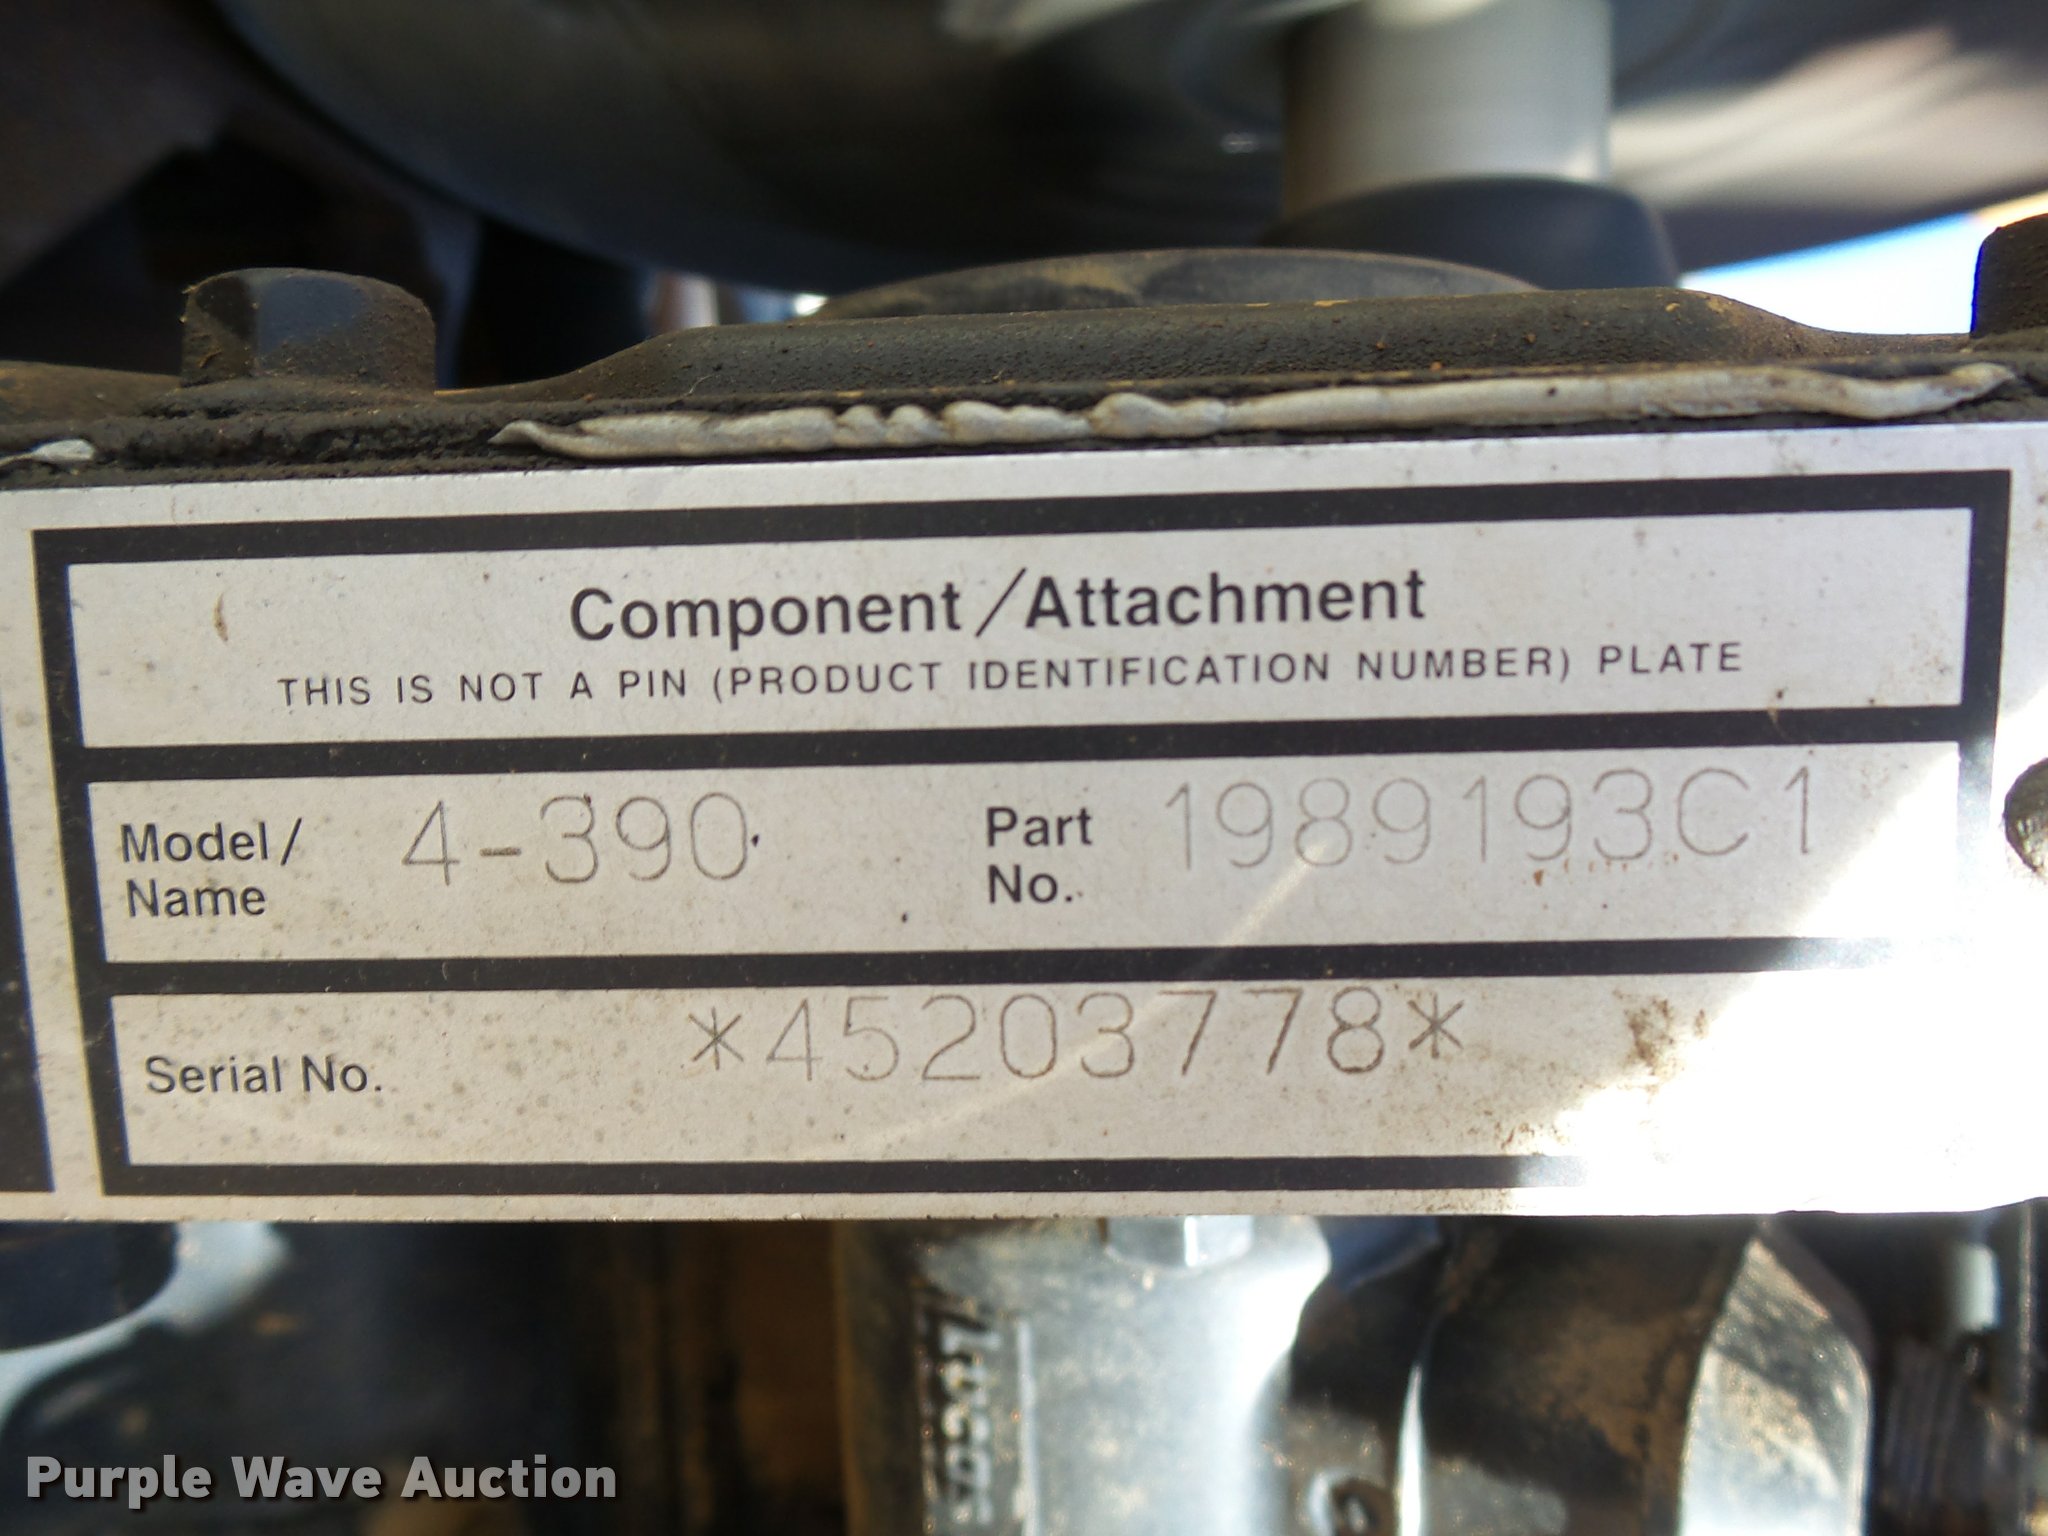 Component/Attachment
THIS IS NOT A PIN (PRODUCT IDENTIFICATION NUMBER) PLATE
Model/
Name
4-390
Part
No.
1989193C1
Serial No.
*45203778*
Purple Wave Auction